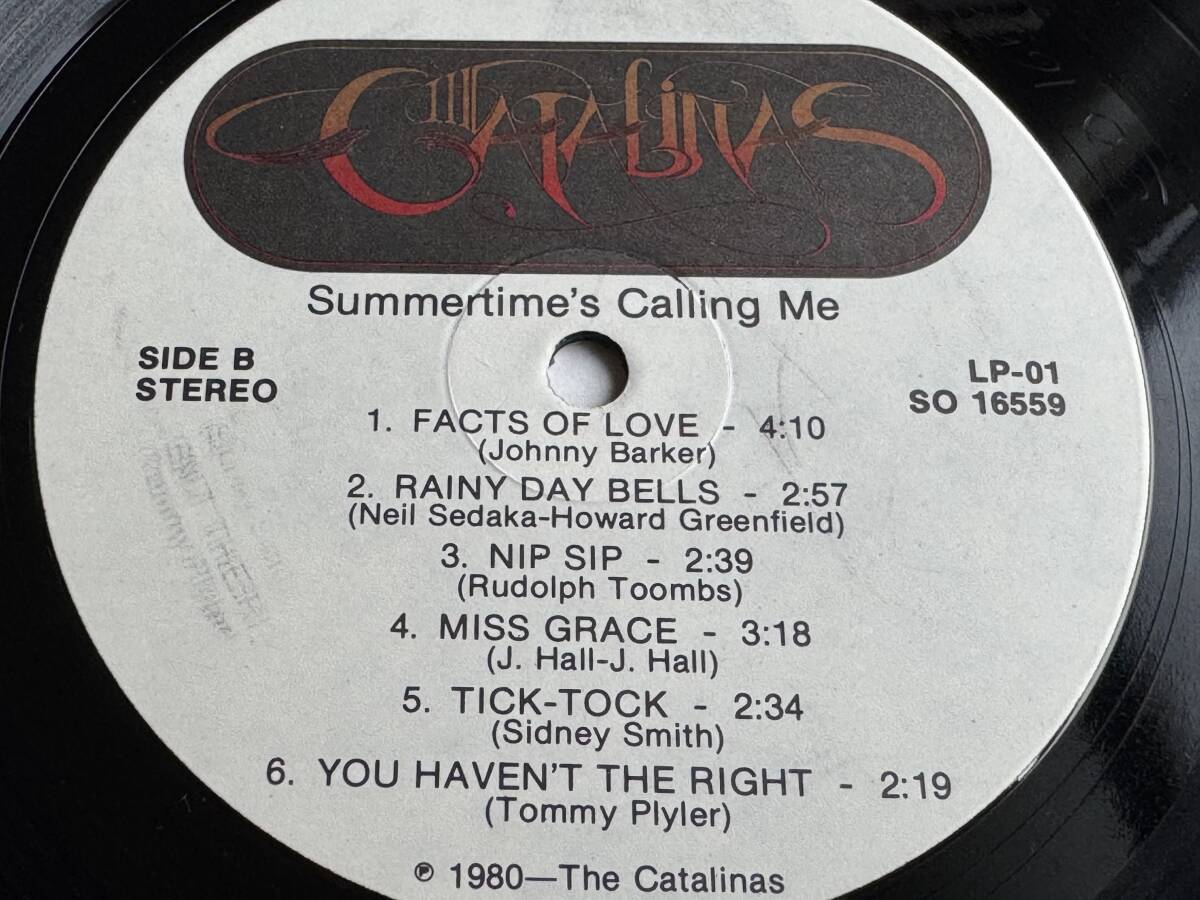 THE CATALINAS
Summertime's Calling Me
SIDE B
STEREO
LP-01
SO 16559
1. FACTS OF LOVE - 4:10
(Johnny Barker)
2. RAINY DAY BELLS - 2:57
(Neil Sedaka-Howard Greenfield)
3. NIP SIP - 2:39
(Rudolph Toombs)
4. MISS GRACE - 3:18
(J. Hall-J. Hall)
5. TICK-TOCK - 2:34
(Sidney Smith)
6. YOU HAVEN'T THE RIGHT - 2:19
(Tommy Plyler)
℗ 1980—The Catalinas